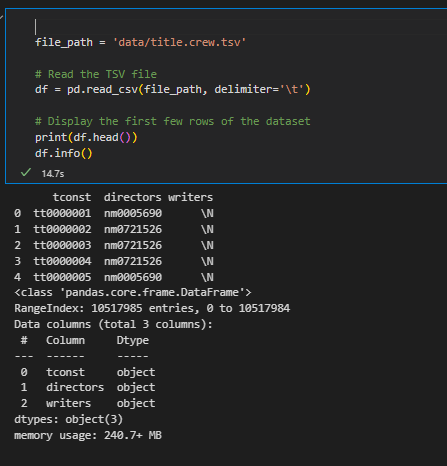 file_path = 'data/title.crew.tsv'
# Read the TSV file
df = pd.read_csv(file_path, delimiter='\t')
# Display the first few rows of the dataset
print(df.head())
df.info()
14.7s
      tconst  directors writers
0  tt0000001  nm0005690      \N
1  tt0000002  nm0721526      \N
2  tt0000003  nm0721526      \N
3  tt0000004  nm0721526      \N
4  tt0000005  nm0005690      \N
<class 'pandas.core.frame.DataFrame'>
RangeIndex: 10517985 entries, 0 to 10517984
Data columns (total 3 columns):
 #   Column     Dtype
---  ------     -----
 0   tconst     object
 1   directors  object
 2   writers    object
dtypes: object(3)
memory usage: 240.7+ MB